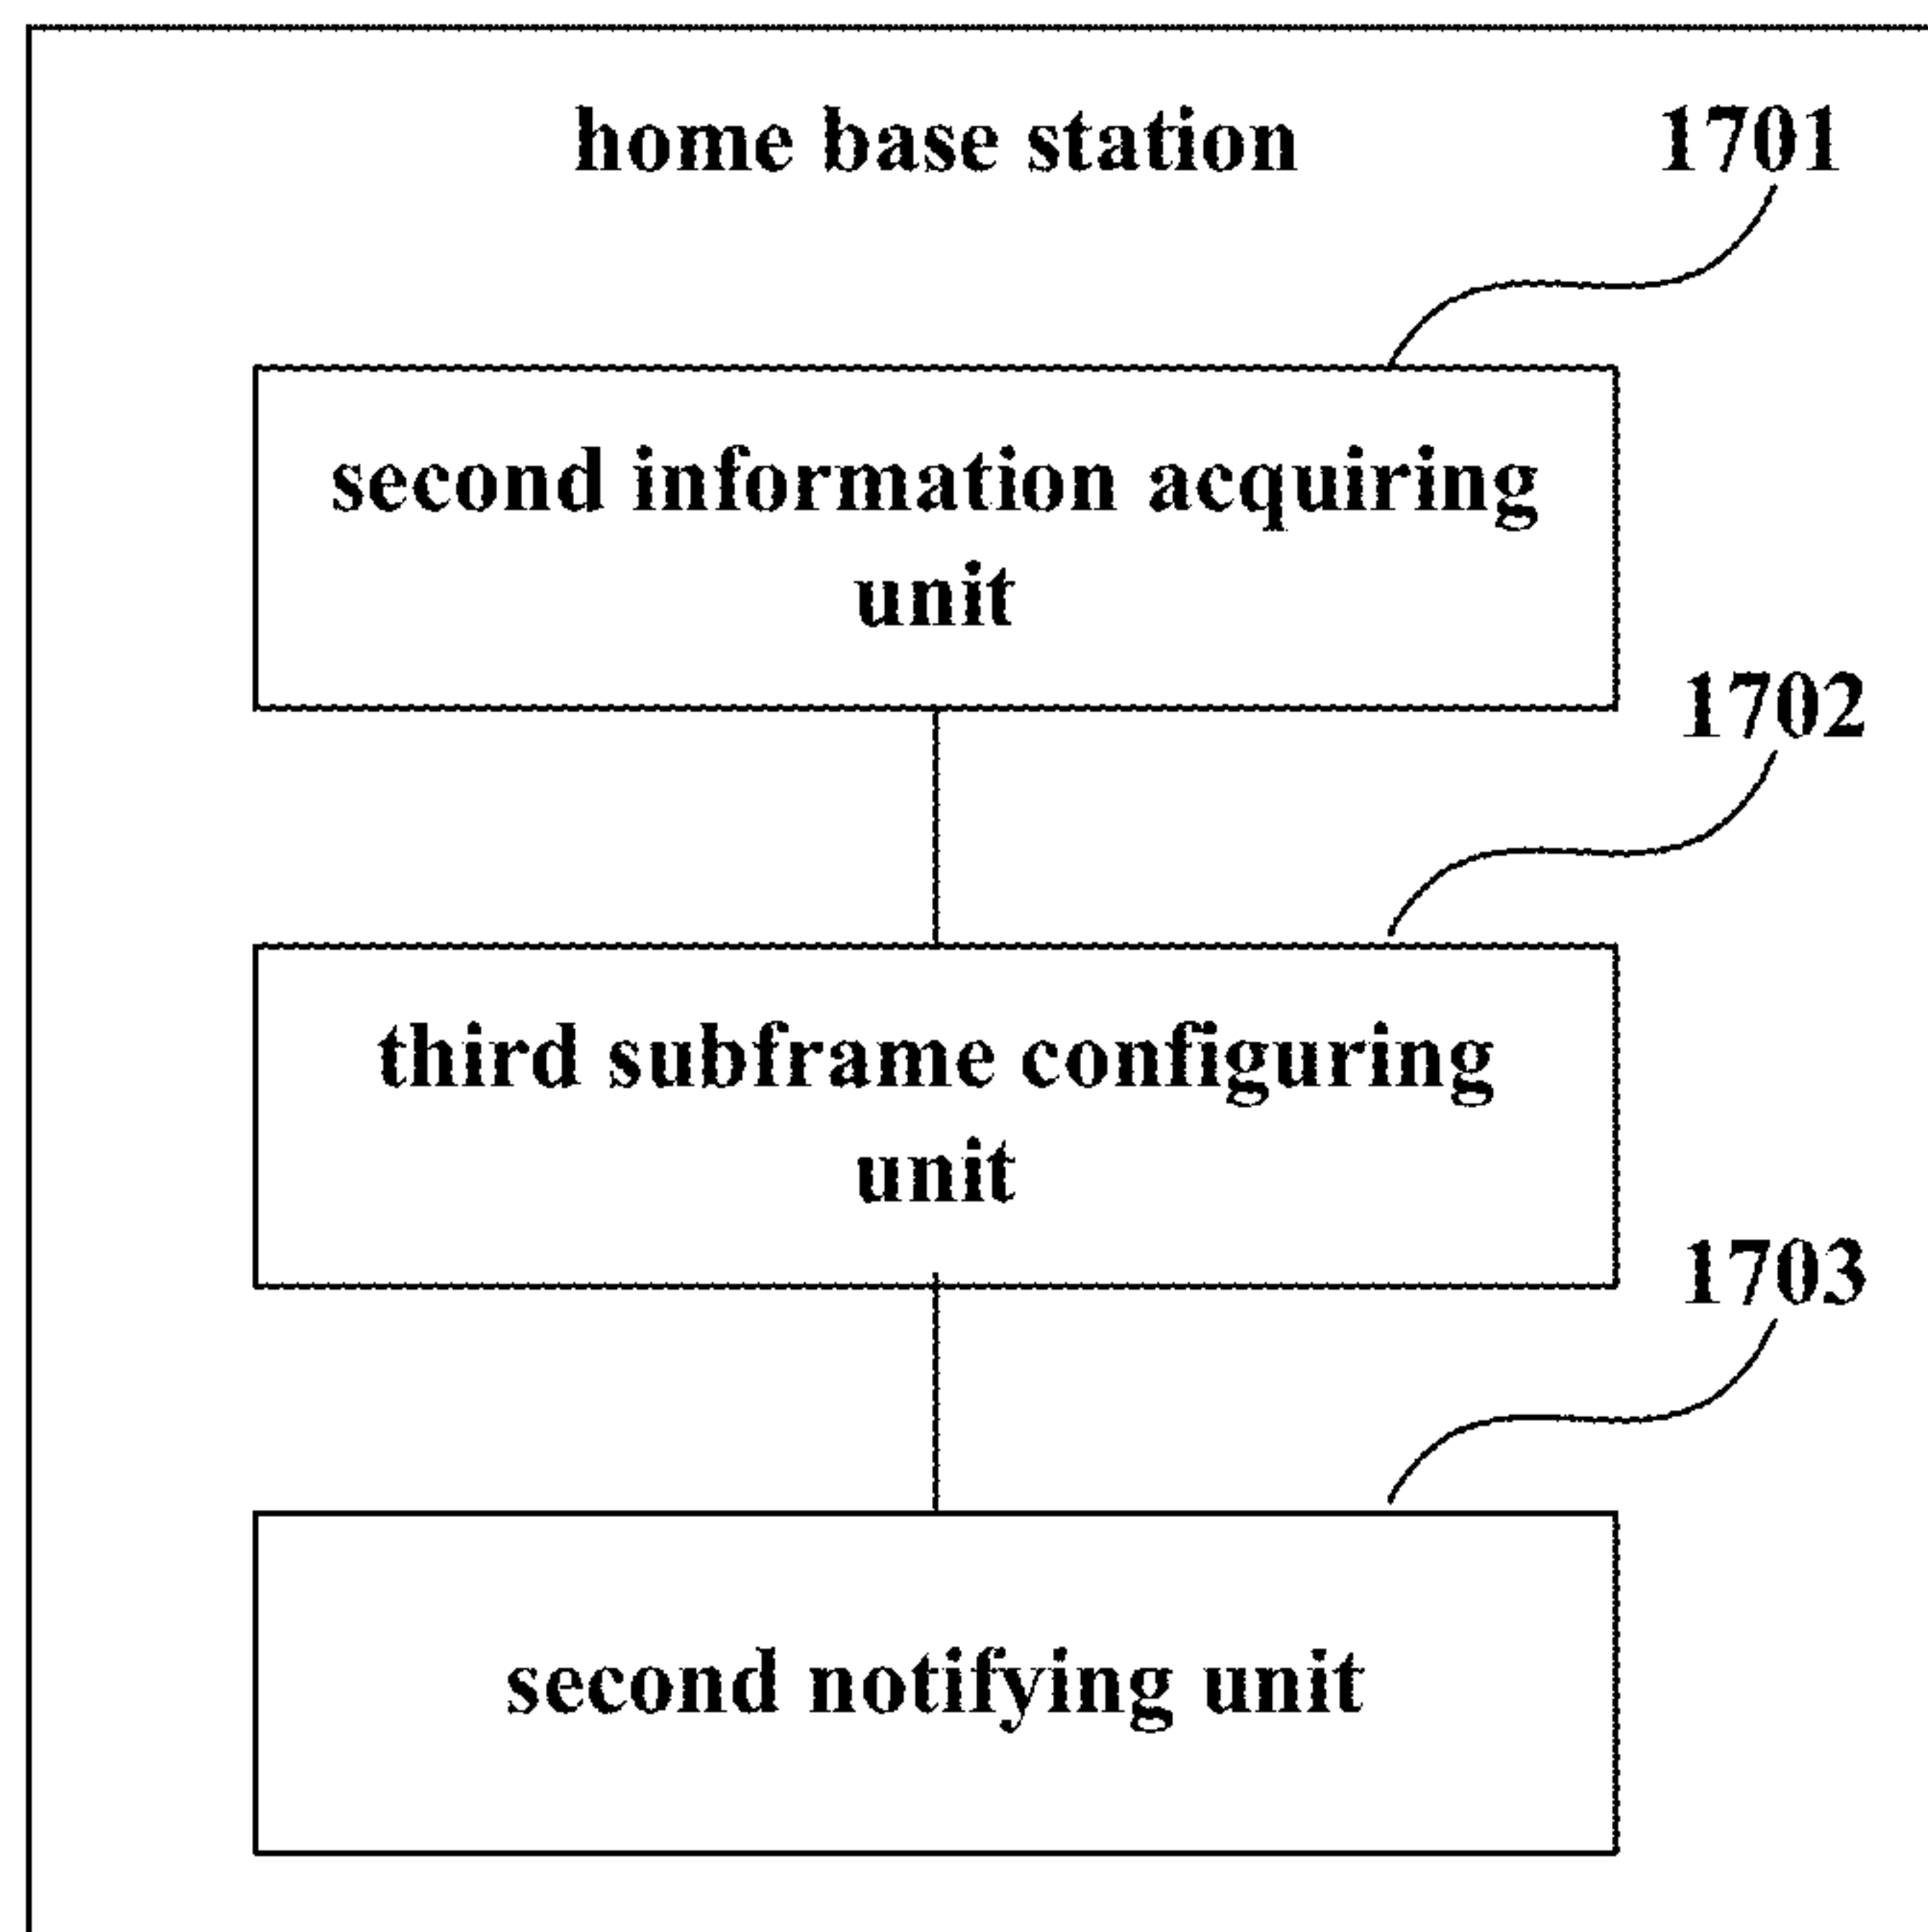 home base station
1701
second information acquiring
unit
1702
third subframe configuring
unit
1703
second notifying unit